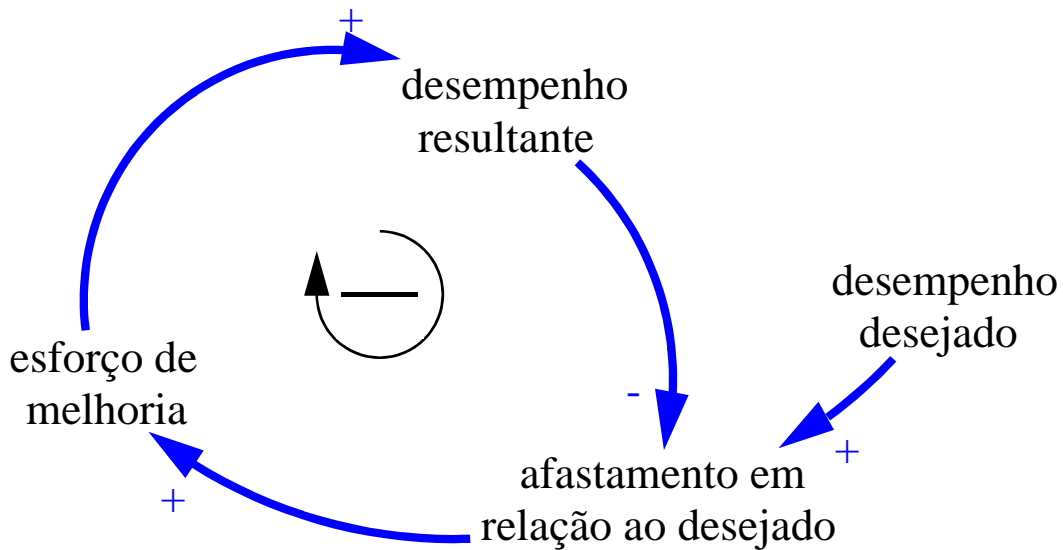 +
desempenho
resultante
desempenho
desejado
esforço de
melhoria
-
+
afastamento em
relação ao desejado
+